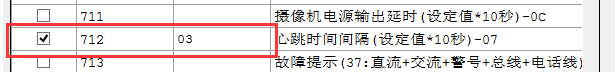 711 摄像机电源输出延时(设定值*10秒)-0C
712 03 心跳时间间隔(设定值*10秒)-07
713 故障提示(37:直流+交流+警号+总线+电话线)